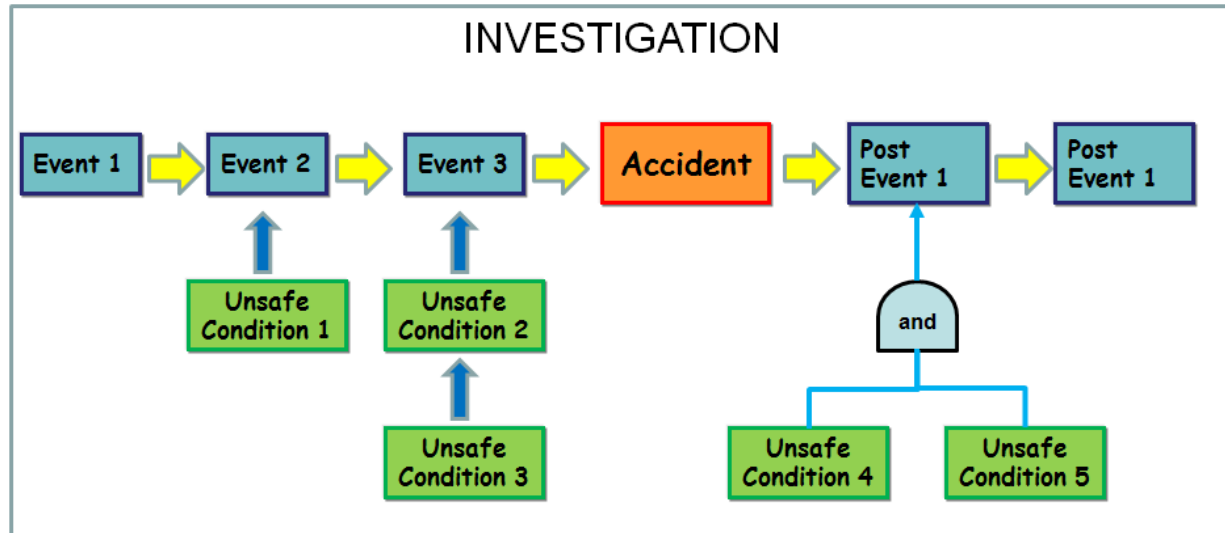 INVESTIGATION
Event 1
Event 2
Event 3
Accident
Post
Event 1
Post
Event 1
Unsafe
Condition 1
Unsafe
Condition 2
and
Unsafe
Condition 3
Unsafe
Condition 4
Unsafe
Condition 5